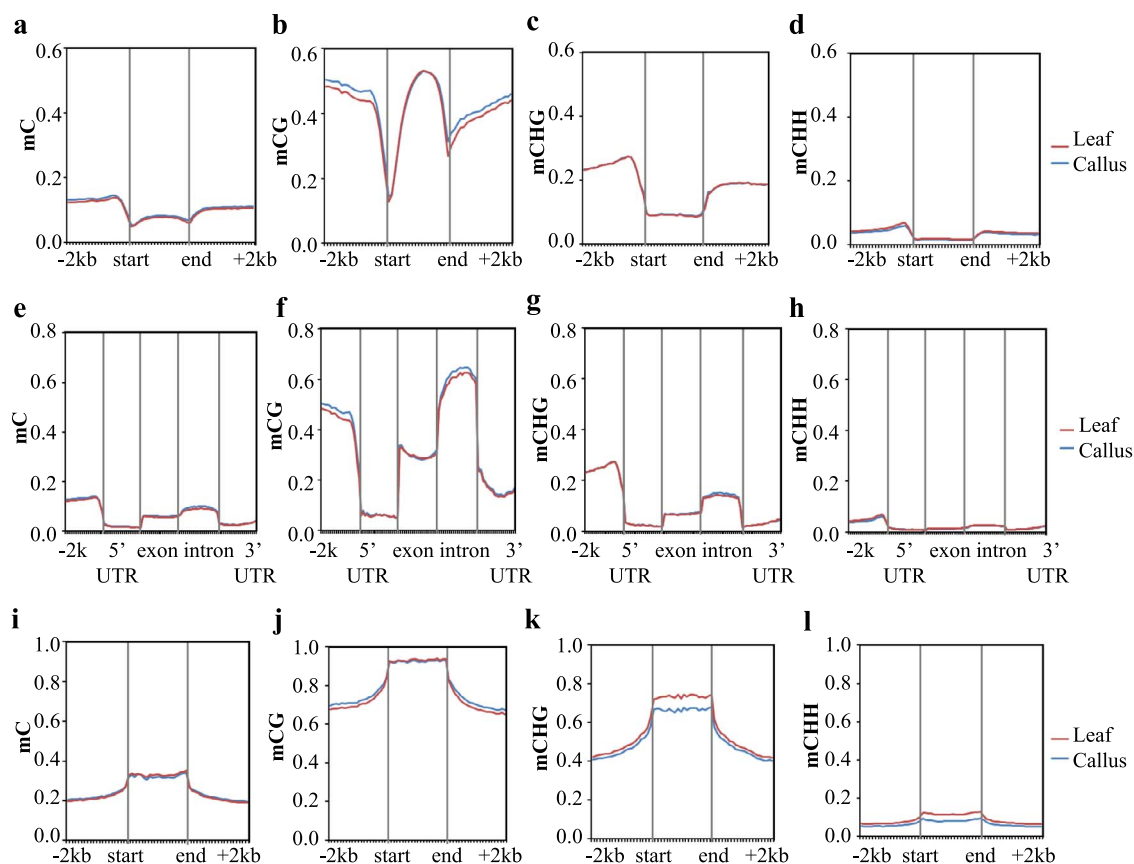 a
b
c
d
0.6
0.4
0.2
0.0
mC
-2kb start end +2kb
0.6
0.4
0.2
0.0
mCG
-2kb start end +2kb
0.6
0.4
0.2
0.0
mCHG
-2kb start end +2kb
0.6
0.4
0.2
0.0
mCHH
-2kb start end +2kb
Leaf
Callus
e
f
g
h
0.8
0.6
0.4
0.2
0.0
mC
-2k 5’ exon intron 3’
UTR UTR
0.8
0.6
0.4
0.2
0.0
mCG
-2k 5’ exon intron 3’
UTR UTR
0.8
0.6
0.4
0.2
0.0
mCHG
-2k 5’ exon intron 3’
UTR UTR
0.8
0.6
0.4
0.2
0.0
mCHH
-2k 5’ exon intron 3’
UTR UTR
Leaf
Callus
i
j
k
l
1.0
0.8
0.6
0.4
0.2
0.0
mC
-2kb start end +2kb
1.0
0.8
0.6
0.4
0.2
0.0
mCG
-2kb start end +2kb
1.0
0.8
0.6
0.4
0.2
0.0
mCHG
-2kb start end +2kb
1.0
0.8
0.6
0.4
0.2
0.0
mCHH
-2kb start end +2kb
Leaf
Callus